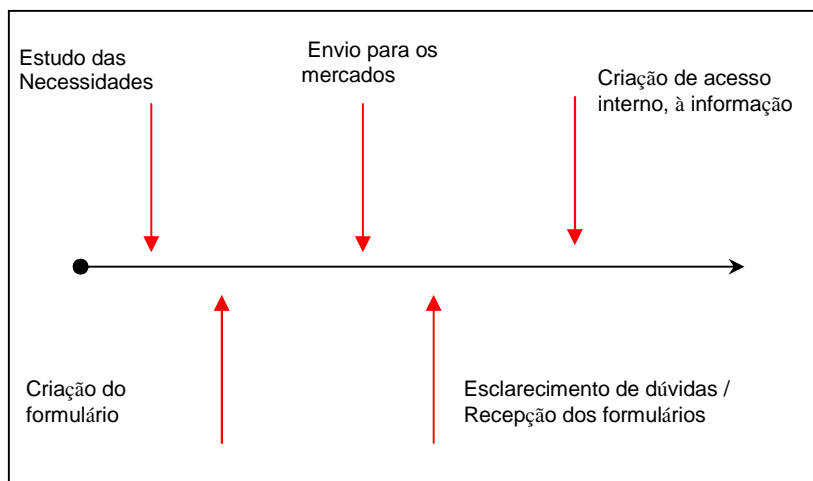 Estudo das
Necessidades
Envio para os
mercados
Criação de acesso
interno, à informação
Criação do
formulário
Esclarecimento de dúvidas /
Recepção dos formulários